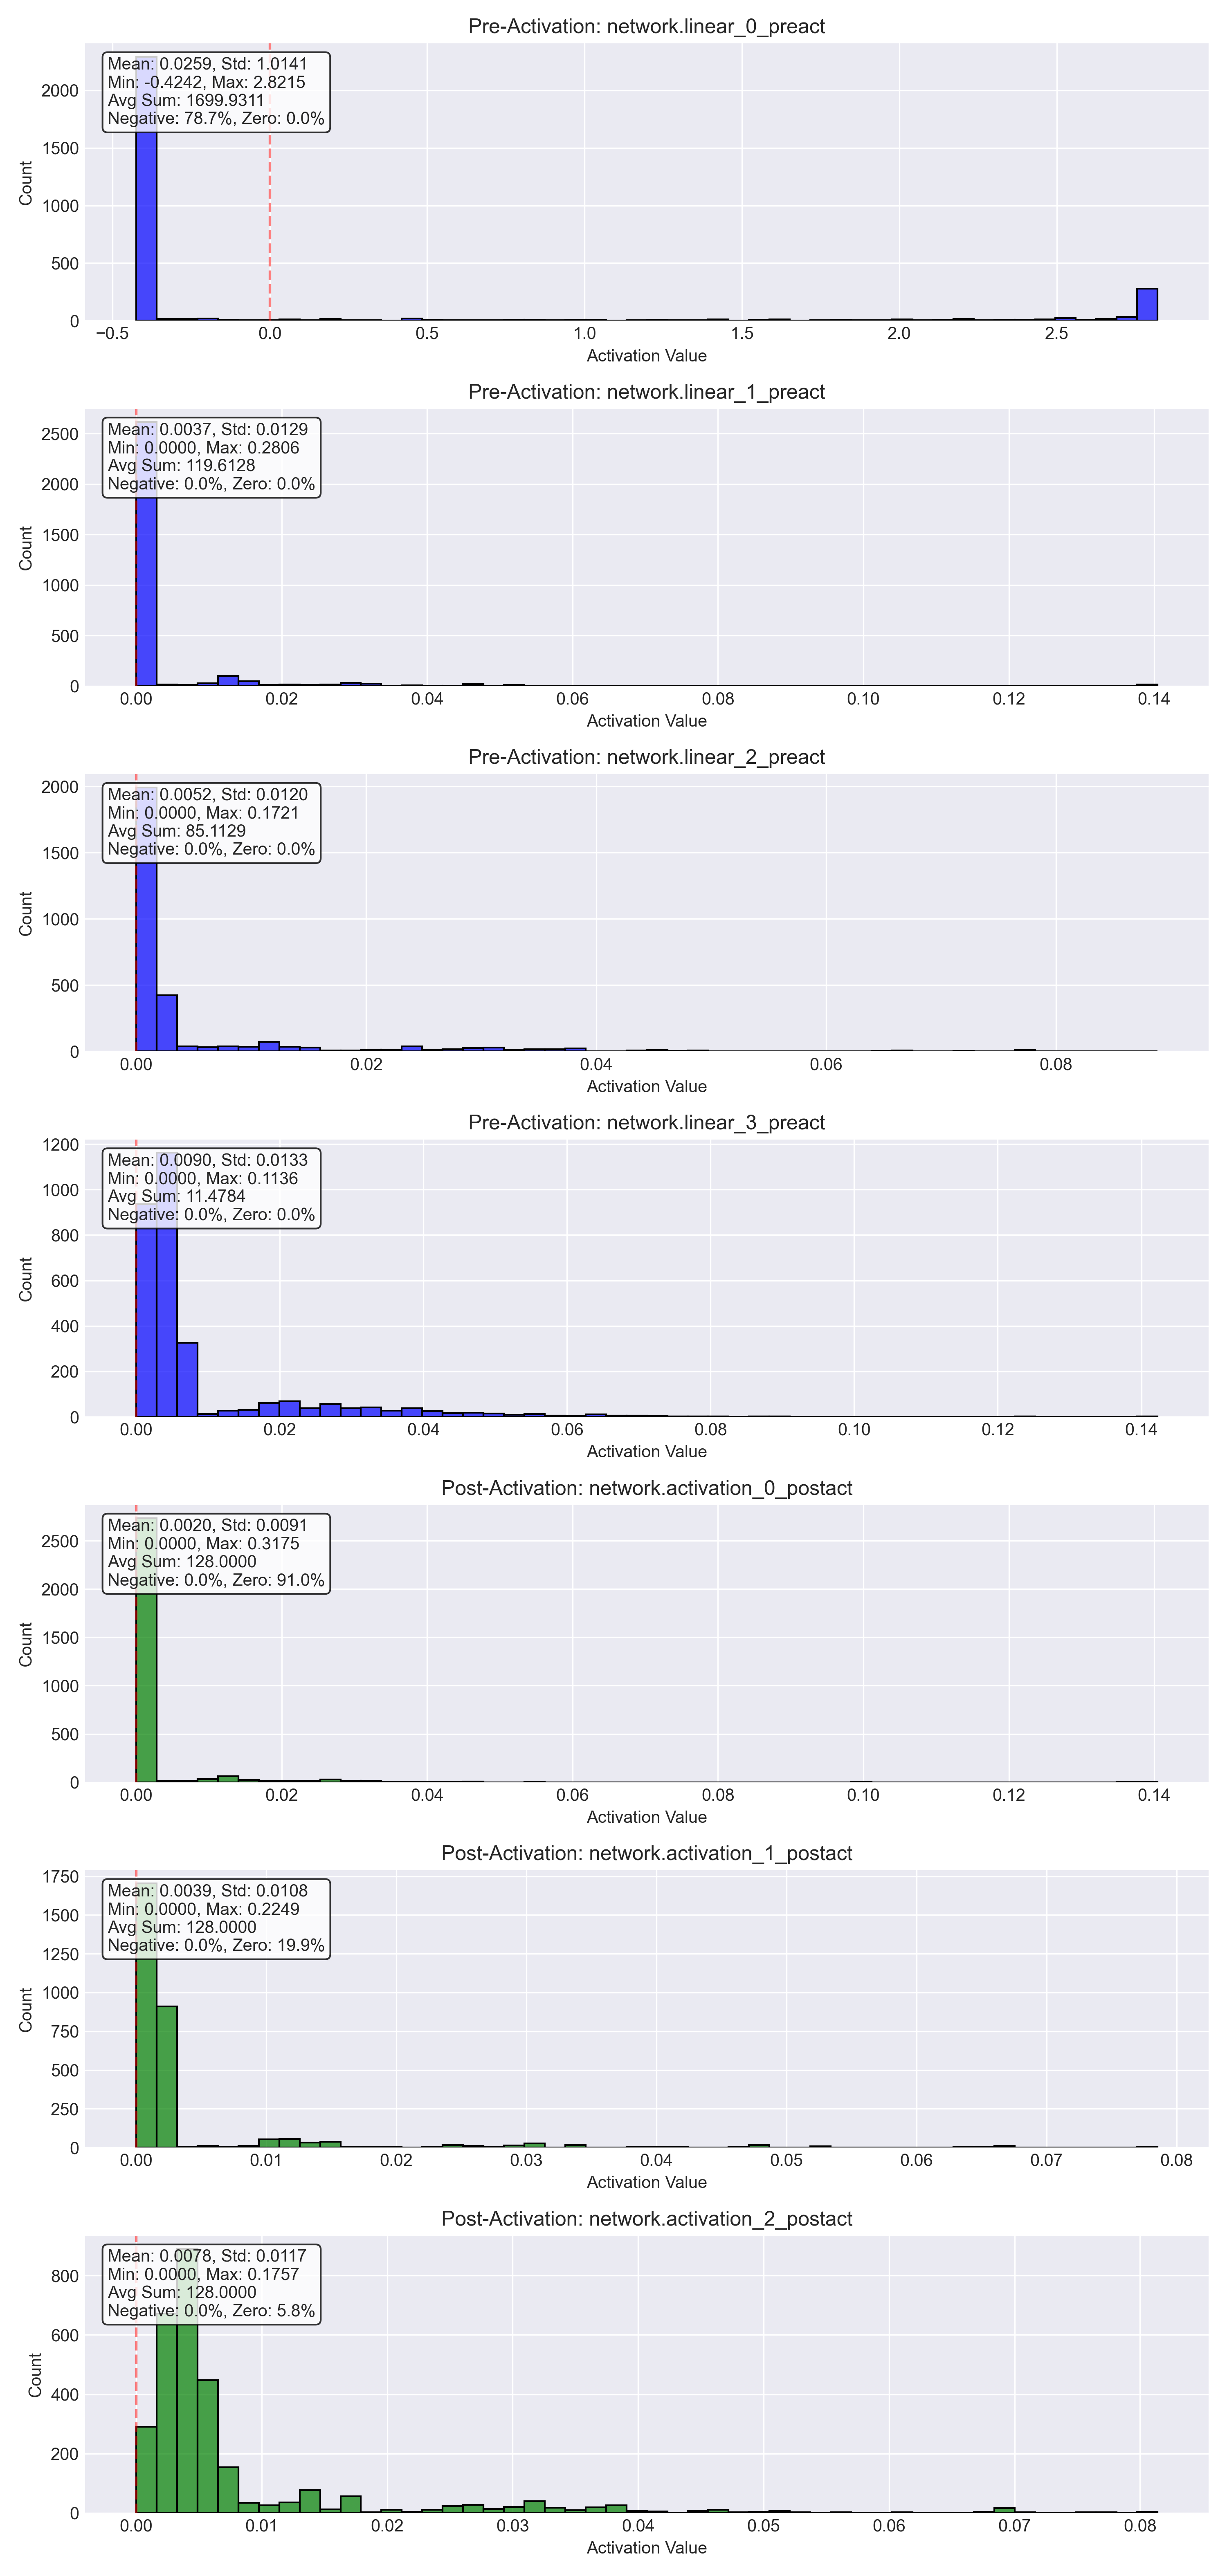 Pre-Activation: network.linear_0_preact
Mean: 0.0259, Std: 1.0141
Min: -0.4242, Max: 2.8215
Avg Sum: 1699.9311
Negative: 78.7%, Zero: 0.0%
Count
2000
1500
1000
500
0
−0.5 0.0 0.5 1.0 1.5 2.0 2.5
Activation Value
Pre-Activation: network.linear_1_preact
Mean: 0.0037, Std: 0.0129
Min: 0.0000, Max: 0.2806
Avg Sum: 119.6128
Negative: 0.0%, Zero: 0.0%
Count
2500
2000
1500
1000
500
0
0.00 0.02 0.04 0.06 0.08 0.10 0.12 0.14
Activation Value
Pre-Activation: network.linear_2_preact
Mean: 0.0052, Std: 0.0120
Min: 0.0000, Max: 0.1721
Avg Sum: 85.1129
Negative: 0.0%, Zero: 0.0%
Count
2000
1500
1000
500
0
0.00 0.02 0.04 0.06 0.08
Activation Value
Pre-Activation: network.linear_3_preact
Mean: 0.0090, Std: 0.0133
Min: 0.0000, Max: 0.1136
Avg Sum: 11.4784
Negative: 0.0%, Zero: 0.0%
Count
1200
1000
800
600
400
200
0
0.00 0.02 0.04 0.06 0.08 0.10 0.12 0.14
Activation Value
Post-Activation: network.activation_0_postact
Mean: 0.0020, Std: 0.0091
Min: 0.0000, Max: 0.3175
Avg Sum: 128.0000
Negative: 0.0%, Zero: 91.0%
Count
2500
2000
1500
1000
500
0
0.00 0.02 0.04 0.06 0.08 0.10 0.12 0.14
Activation Value
Post-Activation: network.activation_1_postact
Mean: 0.0039, Std: 0.0108
Min: 0.0000, Max: 0.2249
Avg Sum: 128.0000
Negative: 0.0%, Zero: 19.9%
Count
1750
1500
1250
1000
750
500
250
0
0.00 0.01 0.02 0.03 0.04 0.05 0.06 0.07 0.08
Activation Value
Post-Activation: network.activation_2_postact
Mean: 0.0078, Std: 0.0117
Min: 0.0000, Max: 0.1757
Avg Sum: 128.0000
Negative: 0.0%, Zero: 5.8%
Count
800
600
400
200
0
0.00 0.01 0.02 0.03 0.04 0.05 0.06 0.07 0.08
Activation Value